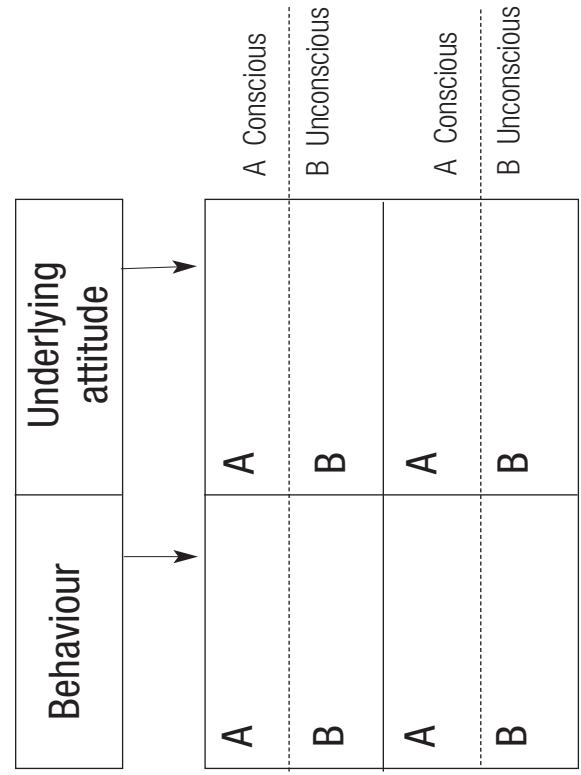 Behaviour
Underlying
attitude
A A A Conscious
B B B Unconscious
A A A Conscious
B B B Unconscious